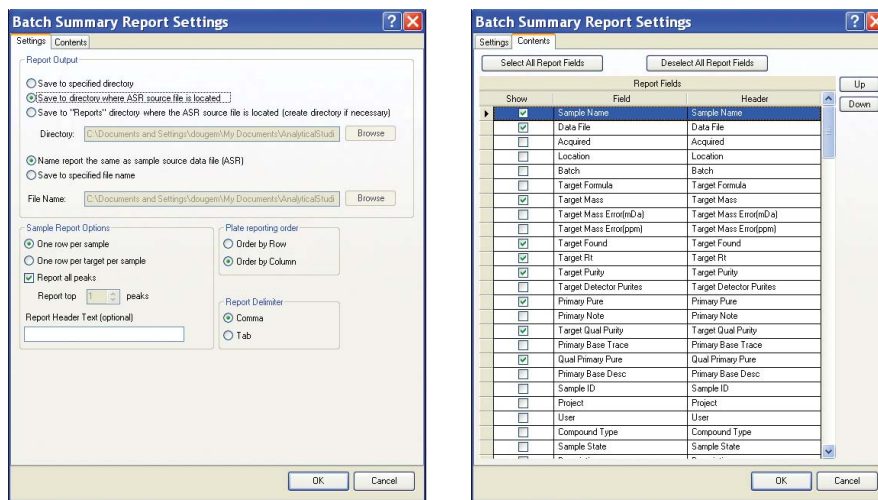 Batch Summary Report Settings
Settings Contents
Report Output
Save to specified directory
Save to directory where ASR source file is located
Save to "Reports" directory where the ASR source file is located (create directory if necessary)
Directory: C:\Documents and Settings\dougem\My Documents\AnalyticalStudi Browse
Name report the same as sample source data file (ASR)
Save to specified file name
File Name: C:\Documents and Settings\dougem\My Documents\AnalyticalStudi Browse
Sample Report Options
One row per sample
One row per target per sample
Report all peaks
Report top 1 peaks
Report Header Text (optional)
Plate reporting order
Order by Row
Order by Column
Report Delimiter
Comma
Tab
OK Cancel
Batch Summary Report Settings
Settings Contents
Select All Report Fields Deselect All Report Fields
Report Fields
Up
Down
Show Field Header
Sample Name Sample Name
Data File Data File
Acquired Acquired
Location Location
Batch Batch
Target Formula Target Formula
Target Mass Target Mass
Target Mass Error(mDa) Target Mass Error(mDa)
Target Mass Error(ppm) Target Mass Error(ppm)
Target Found Target Found
Target Rt Target Rt
Target Purity Target Purity
Target Detector Purites Target Detector Purites
Primary Pure Primary Pure
Primary Note Primary Note
Target Qual Purity Target Qual Purity
Primary Base Trace Primary Base Trace
Qual Primary Pure Qual Primary Pure
Primary Base Desc Primary Base Desc
Sample ID Sample ID
Project Project
User User
Compound Type Compound Type
Sample State Sample State
OK Cancel